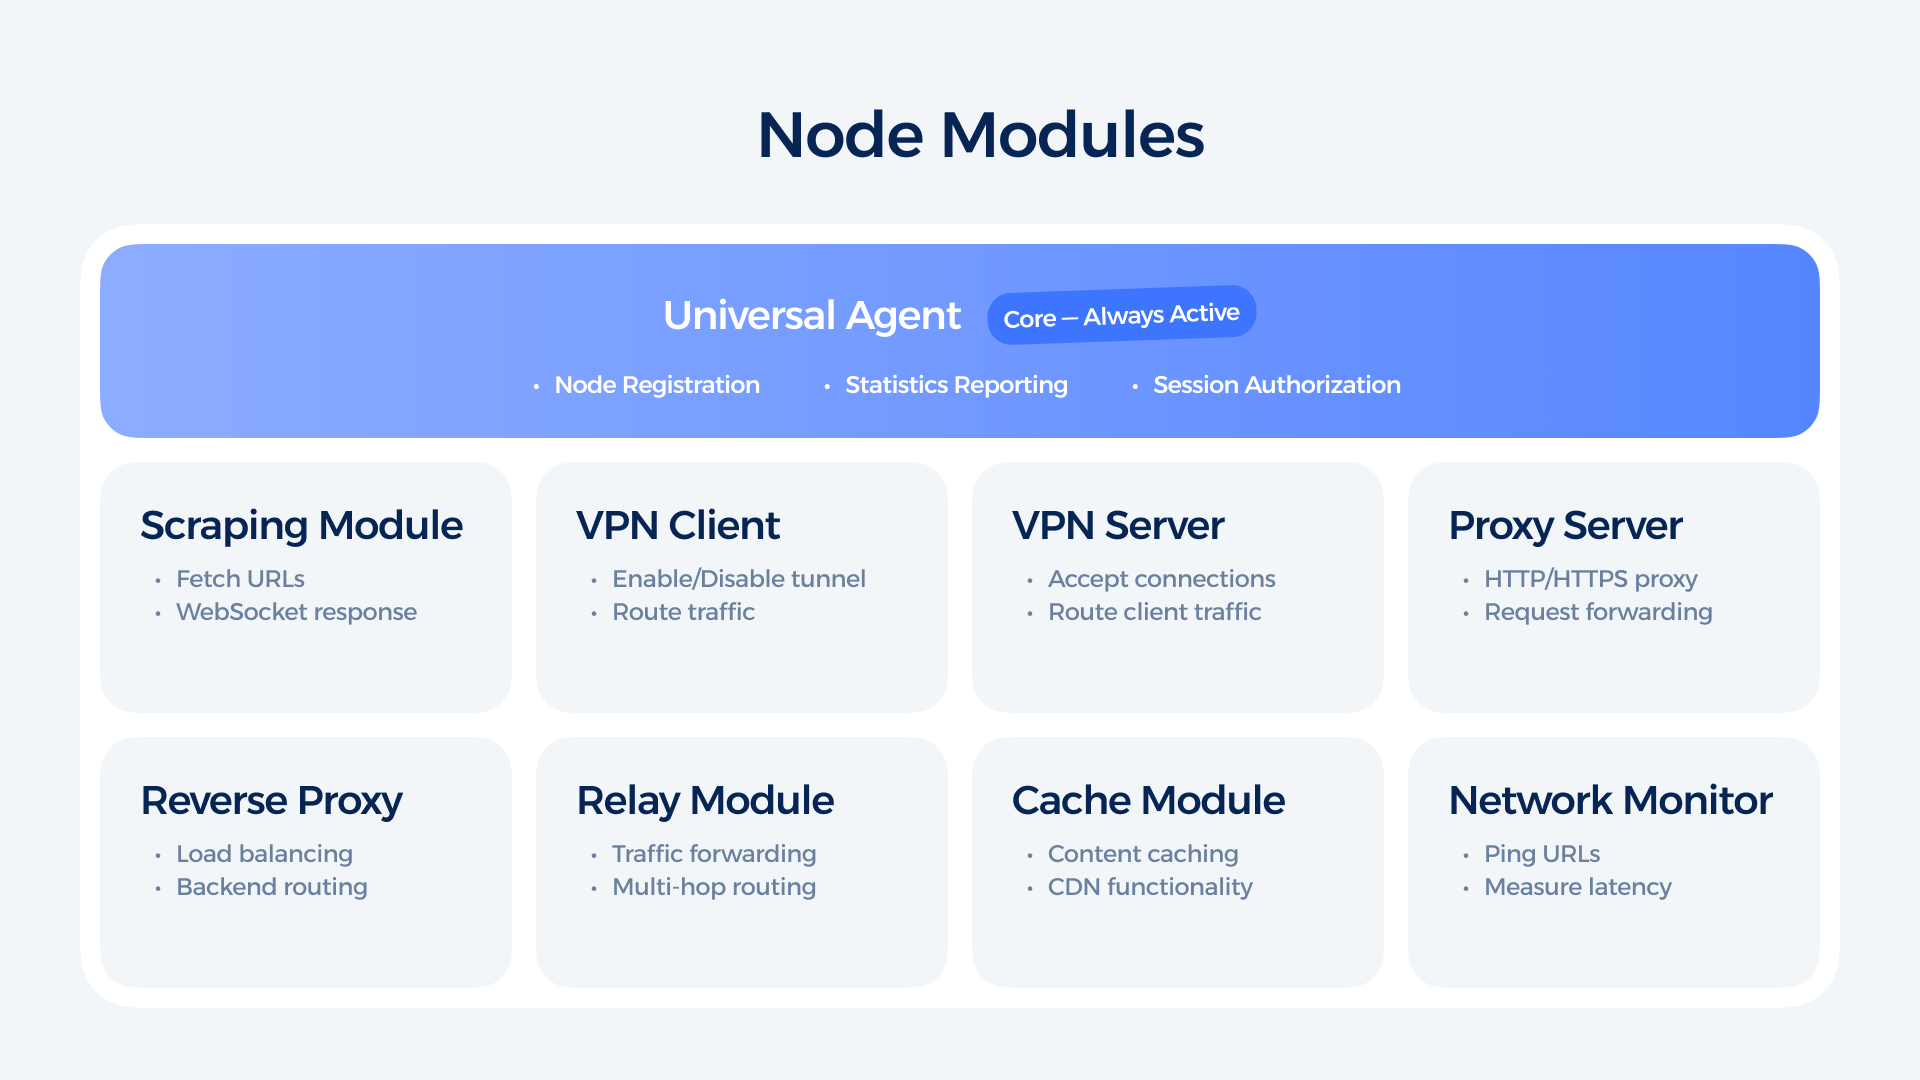 Node Modules
Universal Agent
Core — Always Active
• Node Registration • Statistics Reporting • Session Authorization
Scraping Module
• Fetch URLs
• WebSocket response
VPN Client
• Enable/Disable tunnel
• Route traffic
VPN Server
• Accept connections
• Route client traffic
Proxy Server
• HTTP/HTTPS proxy
• Request forwarding
Reverse Proxy
• Load balancing
• Backend routing
Relay Module
• Traffic forwarding
• Multi-hop routing
Cache Module
• Content caching
• CDN functionality
Network Monitor
• Ping URLs
• Measure latency